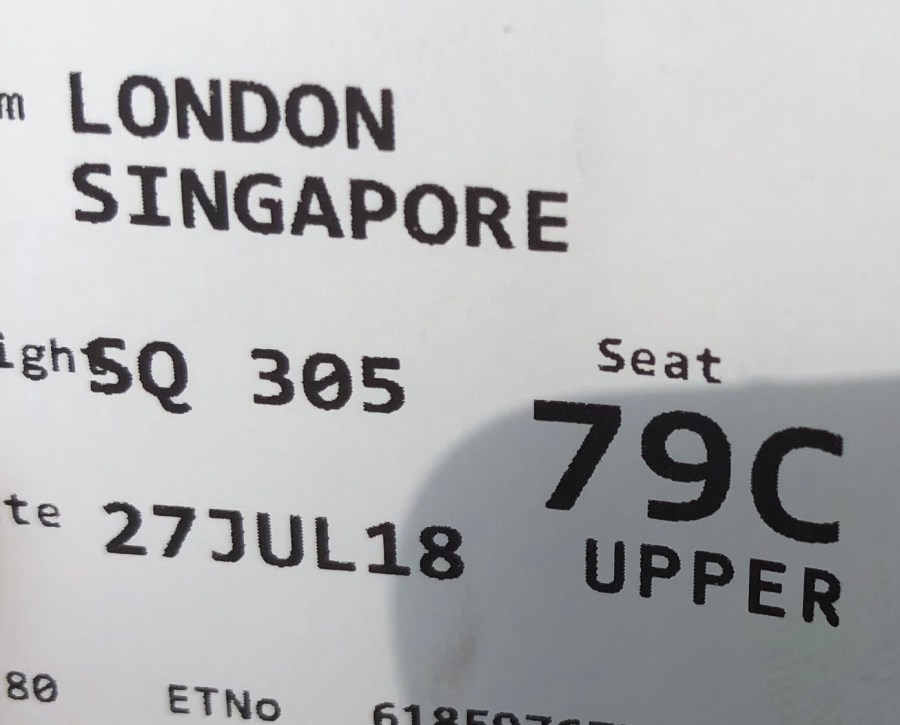 m LONDON
SINGAPORE
igh SQ 305
Seat
79C
te 27JUL18
UPPER
80 ETNo